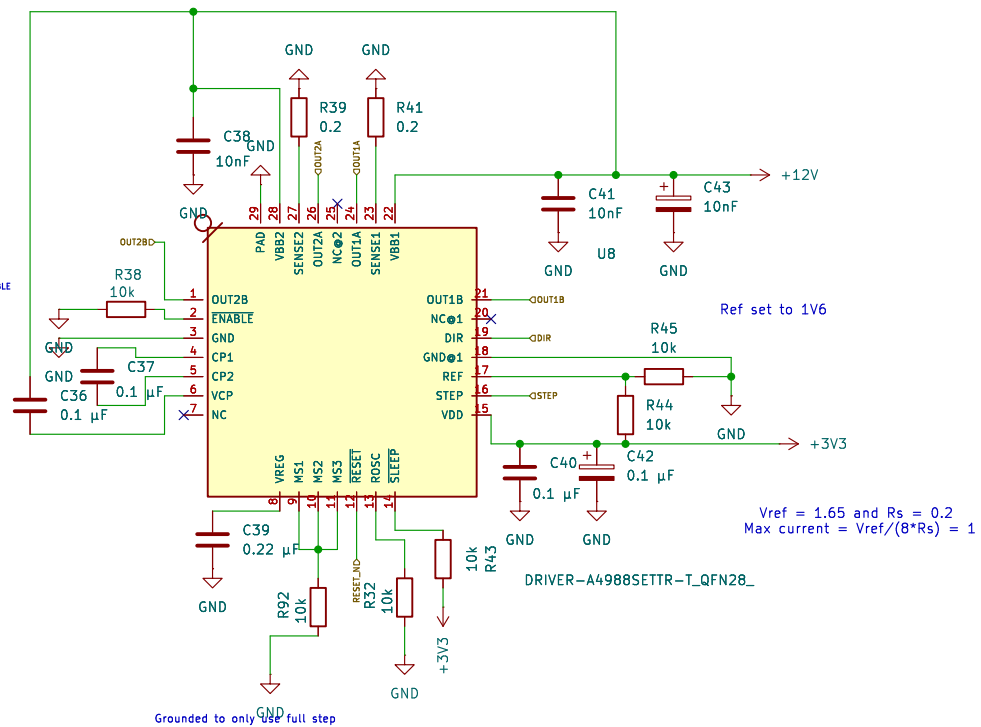 GND
GND
R39
0.2
R41
0.2
C38
10nF
GND
OUT2A
OUT1A
GND
+12V
C41
10nF
C43
10nF
GND
GND
U8
29
28
27
26
25
24
23
22
PAD
VBB2
SENSE2
OUT2A
NC@2
OUT1A
SENSE1
VBB1
OUT2B
BLE
R38
10k
GND
GND
C37
0.1 µF
C36
0.1 µF
1 OUT2B
2 ENABLE
3 GND
4 CP1
5 CP2
6 VCP
7 NC
OUT1B 21
NC@1 20
DIR 19
GND@1 18
REF 17
STEP 16
VDD 15
OUT1B
DIR
STEP
Ref set to 1V6
R45
10k
R44
10k
GND
+3V3
VREG
MS1
MS2
MS3
RESET
ROSC
SLEEP
8
9
10
11
12
13
14
C40
0.1 µF
C42
0.1 µF
GND
GND
Vref = 1.65 and Rs = 0.2
Max current = Vref/(8*Rs) = 1
C39
0.22 µF
GND
R92
10k
RESET_N
R32
10k
10k
R43
+3V3
GND
GND
DRIVER-A4988SETTR-T_QFN28_
Grounded to only use full step